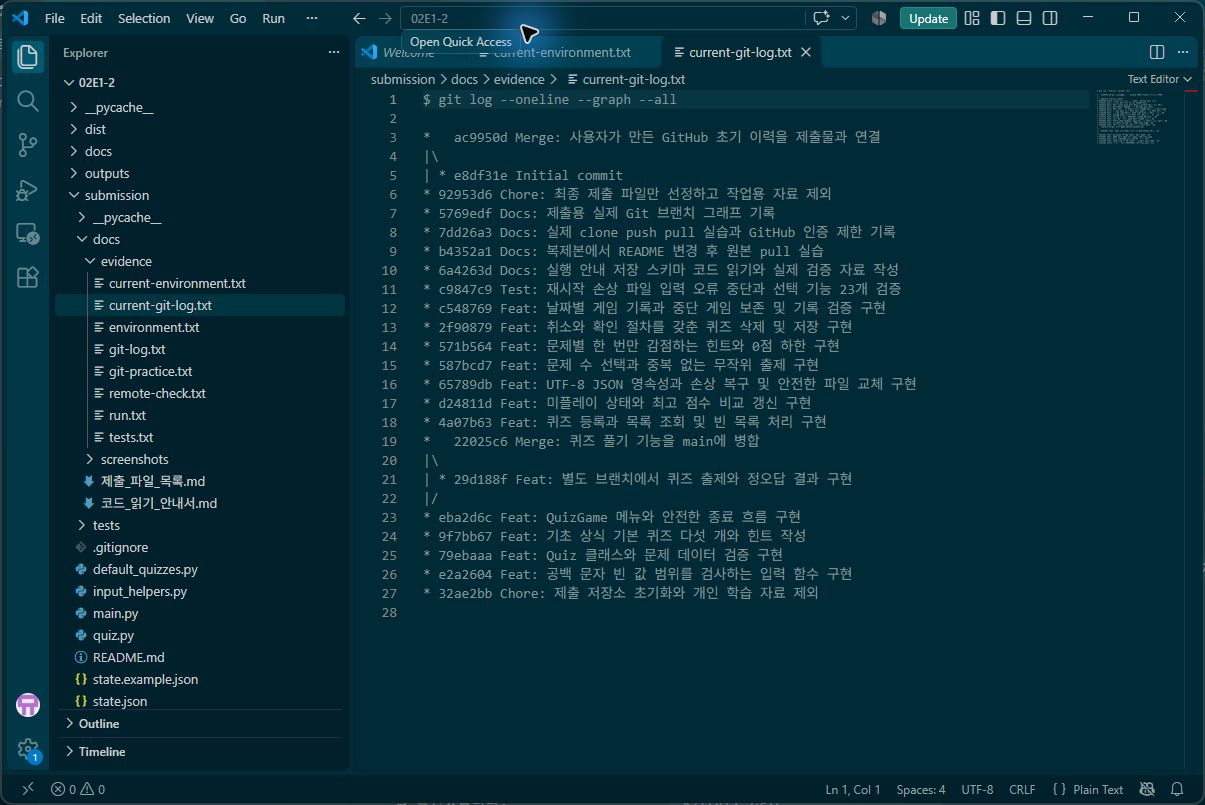 File Edit Selection View Go Run ···
02E1-2
Update
Open Quick Access
Explorer
Welcome
current-environment.txt
current-git-log.txt
submission > docs > evidence > current-git-log.txt
Text Editor
02E1-2
__pycache__
dist
docs
outputs
submission
__pycache__
docs
evidence
current-environment.txt
current-git-log.txt
environment.txt
git-log.txt
git-practice.txt
remote-check.txt
run.txt
tests.txt
screenshots
제출_파일_목록.md
코드_읽기_안내서.md
tests
.gitignore
default_quizzes.py
input_helpers.py
main.py
quiz.py
README.md
state.example.json
state.json
Outline
Timeline
1 $ git log --oneline --graph --all
2
3 *   ac9950d Merge: 사용자가 만든 GitHub 초기 이력을 제출물과 연결
4 |\
5 | * e8df31e Initial commit
6 * 92953d6 Chore: 최종 제출 파일만 선정하고 작업용 자료 제외
7 * 5769edf Docs: 제출용 실제 Git 브랜치 그래프 기록
8 * 7dd26a3 Docs: 실제 clone push pull 실습과 GitHub 인증 제한 기록
9 * b4352a1 Docs: 복제본에서 README 변경 후 원본 pull 실습
10 * 6a4263d Docs: 실행 안내 저장 스키마 코드 읽기와 실제 검증 자료 작성
11 * c9847c9 Test: 재시작 손상 파일 입력 오류 중단과 선택 기능 23개 검증
12 * c548769 Feat: 날짜별 게임 기록과 중단 게임 보존 및 기록 검증 구현
13 * 2f90879 Feat: 취소와 확인 절차를 갖춘 퀴즈 삭제 및 저장 구현
14 * 571b564 Feat: 문제별 한 번만 감점하는 힌트와 0점 하한 구현
15 * 587bcd7 Feat: 문제 수 선택과 중복 없는 무작위 출제 구현
16 * 65789db Feat: UTF-8 JSON 영속성과 손상 복구 및 안전한 파일 교체 구현
17 * d24811d Feat: 미플레이 상태와 최고 점수 비교 갱신 구현
18 * 4a07b63 Feat: 퀴즈 등록과 목록 조회 및 빈 목록 처리 구현
19 *   22025c6 Merge: 퀴즈 풀기 기능을 main에 병합
20 |\
21 | * 29d188f Feat: 별도 브랜치에서 퀴즈 출제와 정오답 결과 구현
22 |/
23 * eba2d6c Feat: QuizGame 메뉴와 안전한 종료 흐름 구현
24 * 9f7bb67 Feat: 기초 상식 기본 퀴즈 다섯 개와 힌트 작성
25 * 79ebaaa Feat: Quiz 클래스와 문제 데이터 검증 구현
26 * e2a2604 Feat: 공백 문자 빈 값 범위를 검사하는 입력 함수 구현
27 * 32ae2bb Chore: 제출 저장소 초기화와 개인 학습 자료 제외
28
1
0 0
Ln 1, Col 1 Spaces: 4 UTF-8 CRLF { } Plain Text